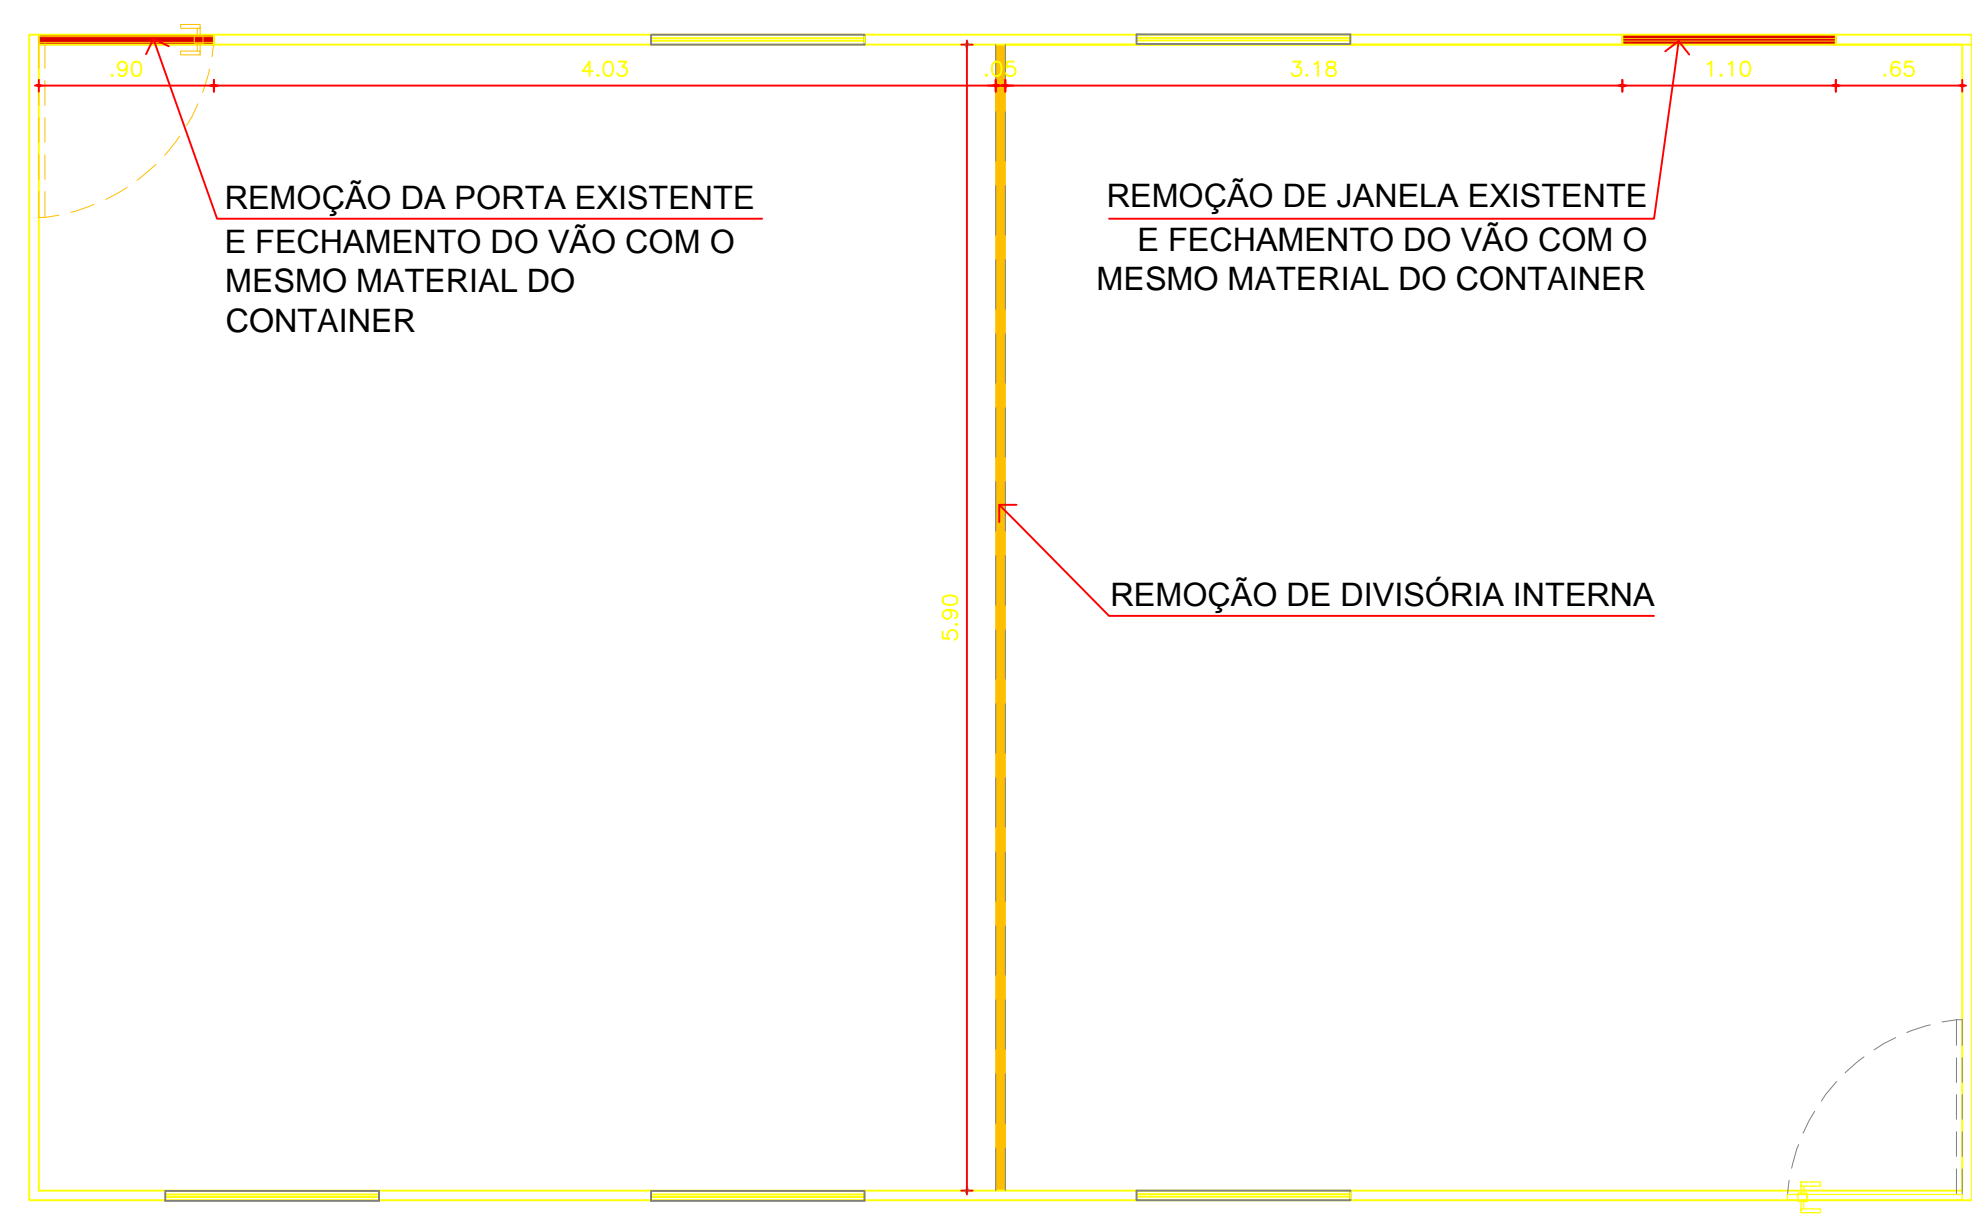 .90
4.03
.05
3.18
1.10
.65
REMOÇÃO DA PORTA EXISTENTE
E FECHAMENTO DO VÃO COM O
MESMO MATERIAL DO
CONTAINER
REMOÇÃO DE JANELA EXISTENTE
E FECHAMENTO DO VÃO COM O
MESMO MATERIAL DO CONTAINER
5.90
REMOÇÃO DE DIVISÓRIA INTERNA